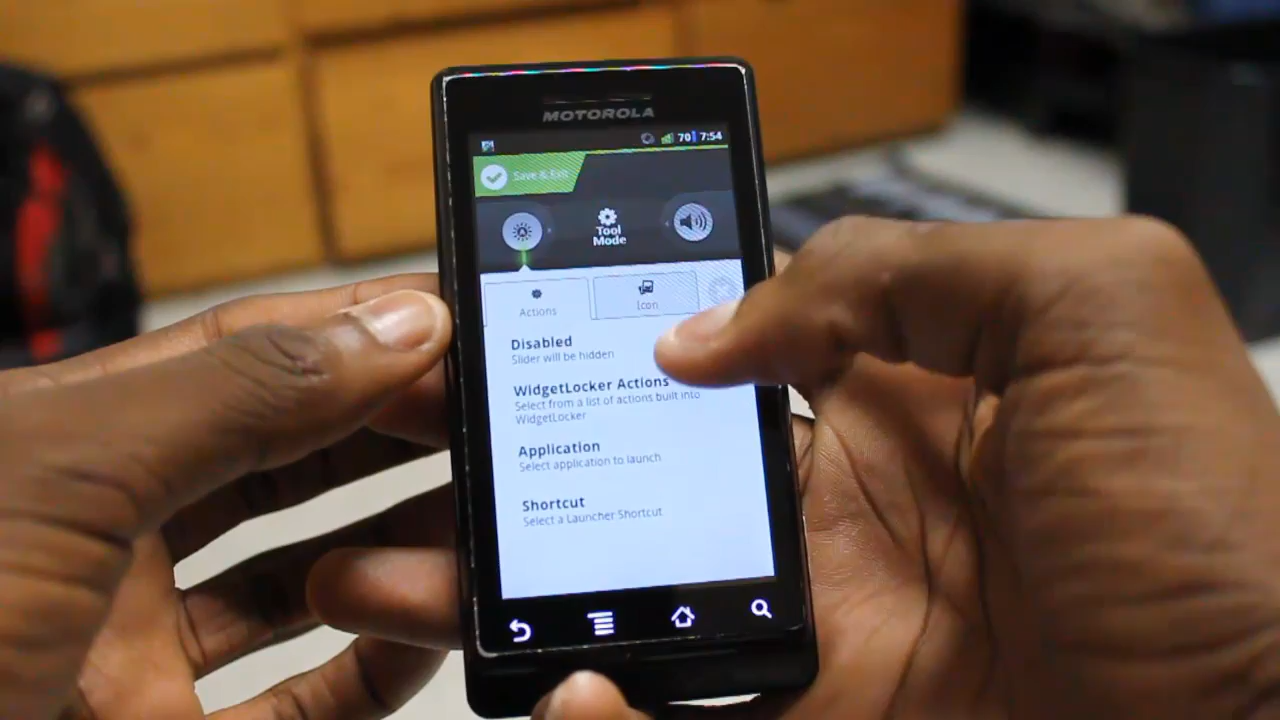 MOTOROLA
70 7:54
Save & Exit
Tool
Mode
Actions
Icon
Disabled
Slider will be hidden
WidgetLocker Actions
Select from a list of actions built into
WidgetLocker
Application
Select application to launch
Shortcut
Select a Launcher Shortcut